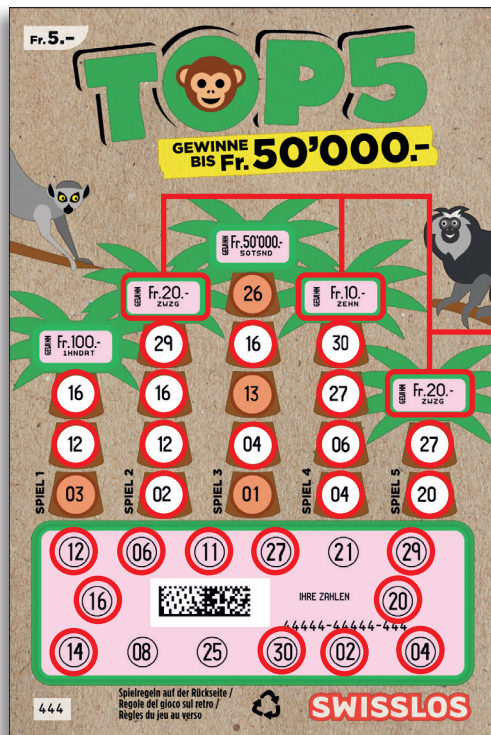 Fr. 5.–
TOP5
GEWINNE
BIS Fr. 50'000.–
GEWINN Fr.50'000.-
50TSND
GEWINN Fr.20.-
ZWZG
GEWINN Fr.10.-
ZEHN
GEWINN Fr.100.-
1HNDRT
GEWINN Fr.20.-
ZWZG
SPIEL 1
16
12
03
SPIEL 2
29
16
12
02
SPIEL 3
26
16
13
04
01
SPIEL 4
30
27
06
04
SPIEL 5
27
20
12 06 11 27 21 29
16 IHRE ZAHLEN 20
44444-44444-444
14 08 25 30 02 04
444
Spielregeln auf der Rückseite /
Regole del gioco sul retro /
Règles du jeu au verso
SWISSLOS